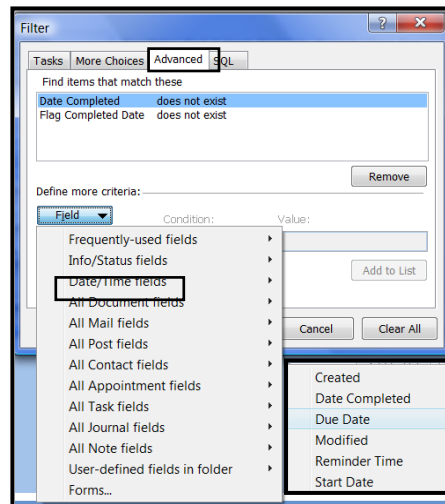 Filter
Tasks More Choices Advanced SQL
Find items that match these
Date Completed does not exist
Flag Completed Date does not exist
Remove
Define more criteria:
Field Condition: Value:
Add to List
Frequently-used fields
Info/Status fields
Date/Time fields
All Document fields
All Mail fields
All Post fields
All Contact fields
All Appointment fields
All Task fields
All Journal fields
All Note fields
User-defined fields in folder
Forms...
Cancel Clear All
Created
Date Completed
Due Date
Modified
Reminder Time
Start Date